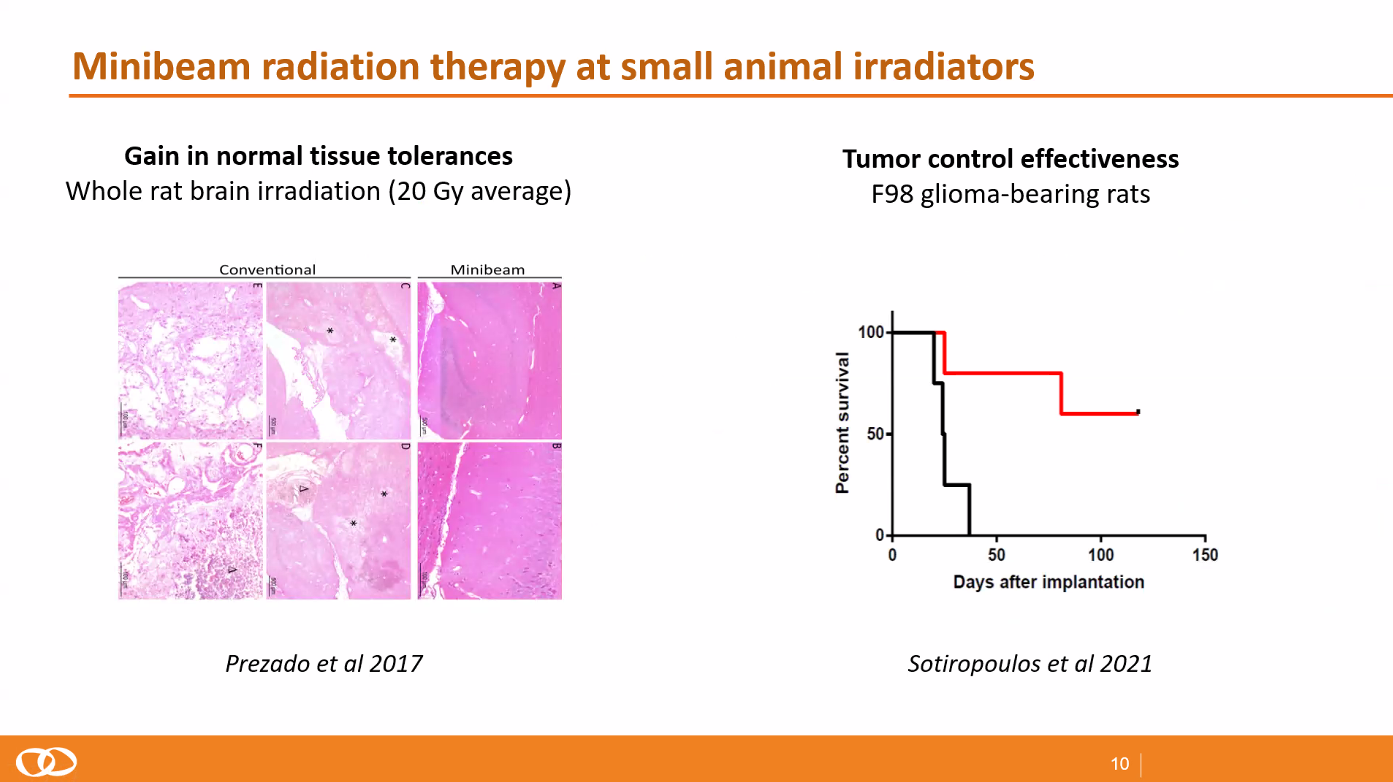 Minibeam radiation therapy at small animal irradiators
Gain in normal tissue tolerances
Whole rat brain irradiation (20 Gy average)
Conventional
Minibeam
E
C
A
*
*
F
D
B
*
*
Prezado et al 2017
Tumor control effectiveness
F98 glioma-bearing rats
Percent survival
100
50
0
0 50 100 150
Days after implantation
Sotiropoulos et al 2021
10